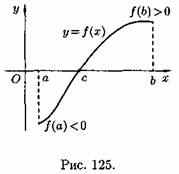 y
f(b)>0
y=f(x)
O
a
c
b
x
f(a)<0
Рис. 125.